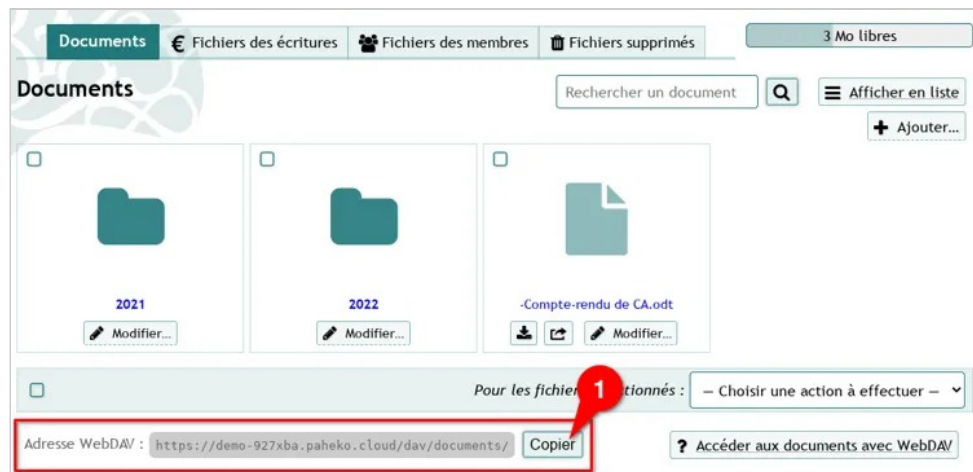 Documents
€ Fichiers des écritures
Fichiers des membres
Fichiers supprimés
3 Mo libres
Documents
Rechercher un document
Afficher en liste
+ Ajouter...
2021
2022
-Compte-rendu de CA.odt
Modifier...
Modifier...
Modifier...
Pour les :
— Choisir une action à effectuer —
1
Adresse WebDAV : https://demo-927xba.paheko.cloud/dav/documents/ Copier
? Accéder aux documents avec WebDAV